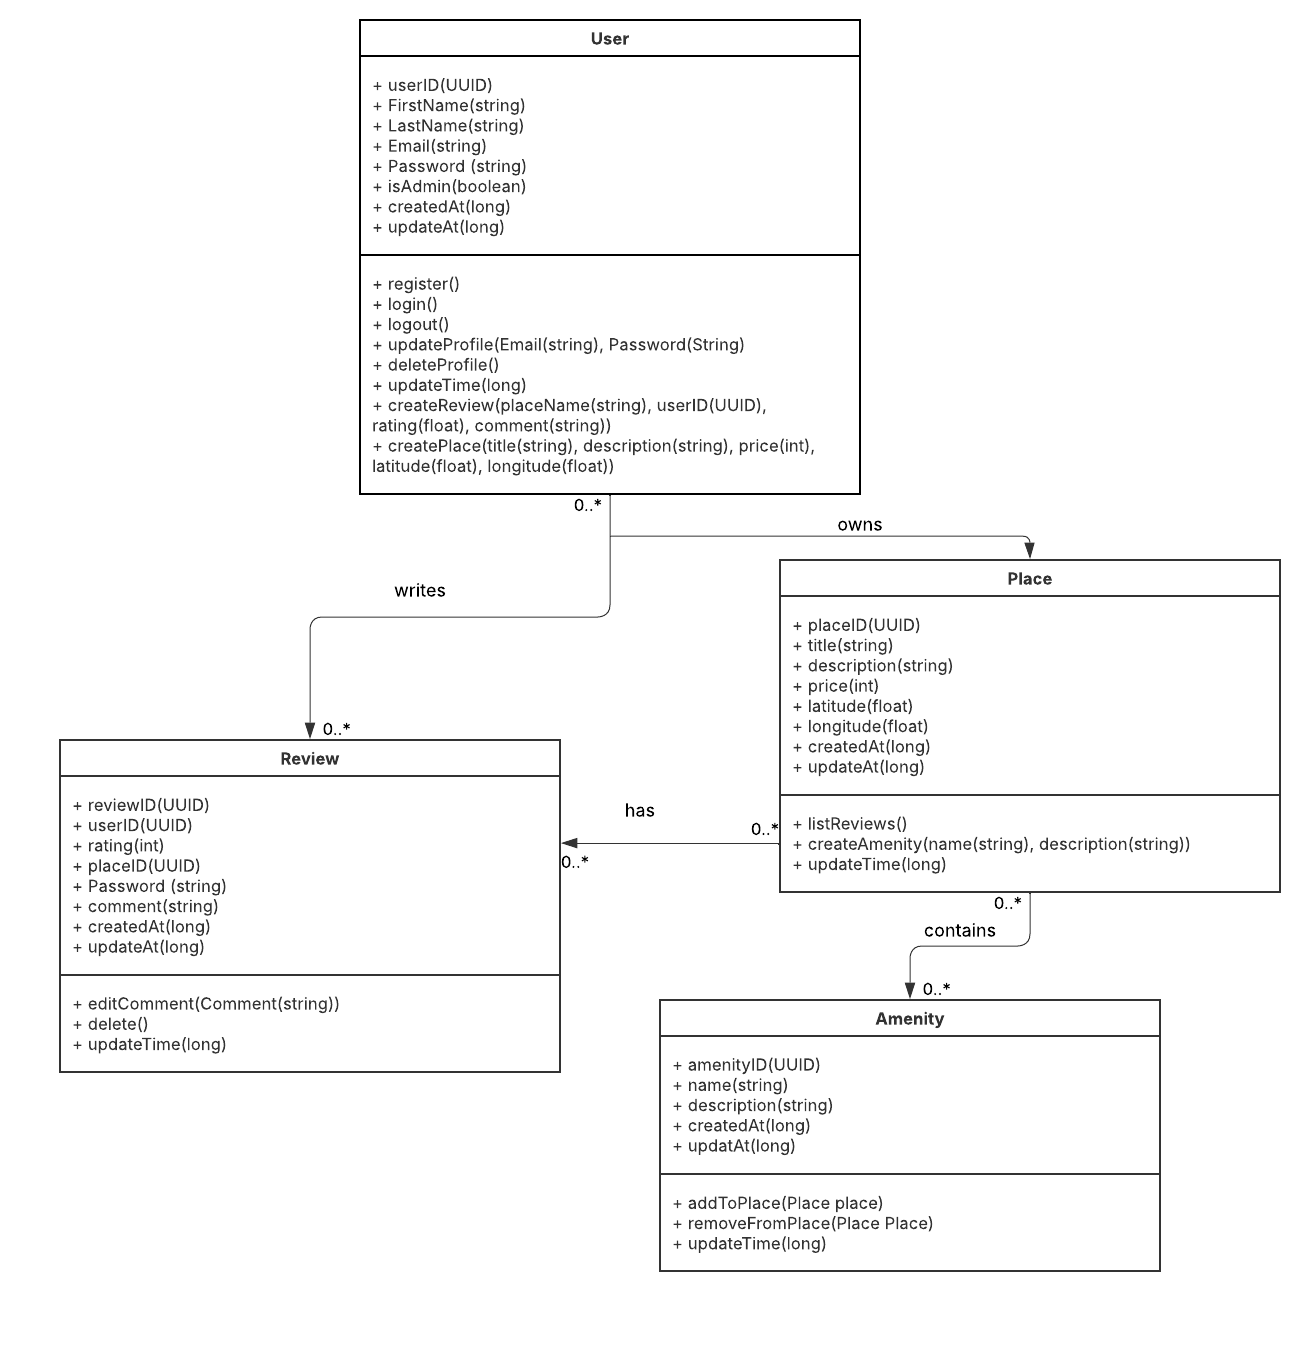 User
+ userID(UUID)
+ FirstName(string)
+ LastName(string)
+ Email(string)
+ Password (string)
+ isAdmin(boolean)
+ createdAt(long)
+ updateAt(long)
+ register()
+ login()
+ logout()
+ updateProfile(Email(string), Password(String)
+ deleteProfile()
+ updateTime(long)
+ createReview(placeName(string), userID(UUID),
rating(float), comment(string))
+ createPlace(title(string), description(string), price(int),
latitude(float), longitude(float))
0..*
owns
writes
0..*
Place
+ placeID(UUID)
+ title(string)
+ description(string)
+ price(int)
+ latitude(float)
+ longitude(float)
+ createdAt(long)
+ updateAt(long)
+ listReviews()
+ createAmenity(name(string), description(string))
+ updateTime(long)
Review
+ reviewID(UUID)
+ userID(UUID)
+ rating(int)
+ placeID(UUID)
+ Password (string)
+ comment(string)
+ createdAt(long)
+ updateAt(long)
+ editComment(Comment(string))
+ delete()
+ updateTime(long)
has
0..*
0..*
0..*
contains
0..*
Amenity
+ amenityID(UUID)
+ name(string)
+ description(string)
+ createdAt(long)
+ updatAt(long)
+ addToPlace(Place place)
+ removeFromPlace(Place Place)
+ updateTime(long)